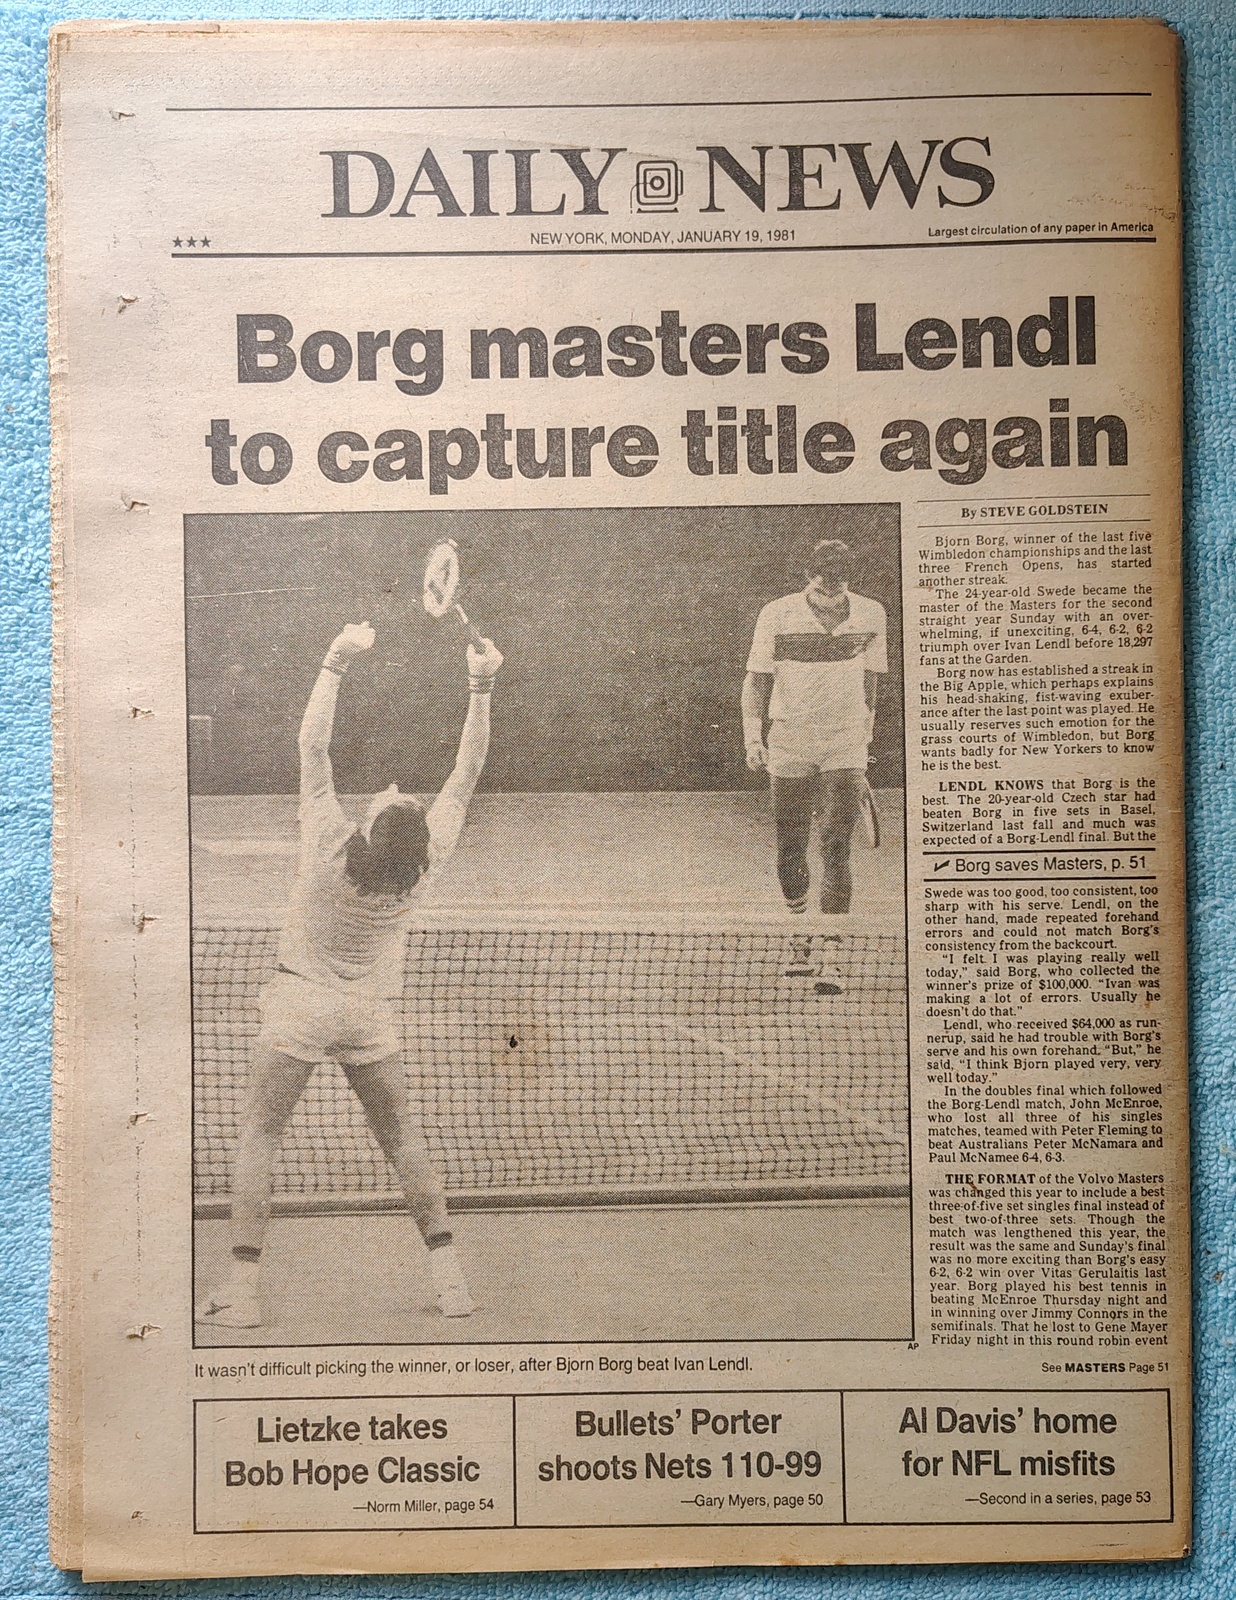 DAILY NEWS
★★★
NEW YORK, MONDAY, JANUARY 19, 1981
Largest circulation of any paper in America
Borg masters Lendl
to capture title again
By STEVE GOLDSTEIN
Bjorn Borg, winner of the last five
Wimbledon championships and the last
three French Opens, has started
another streak.
The 24-year-old Swede became the
master of the Masters for the second
straight year Sunday with an over-
whelming, if unexciting, 6-4, 6-2, 6-2
triumph over Ivan Lendl before 18,297
fans at the Garden.
Borg now has established a streak in
the Big Apple, which perhaps explains
his head-shaking, fist-waving exuber-
ance after the last point was played. He
usually reserves such emotion for the
grass courts of Wimbledon, but Borg
wants badly for New Yorkers to know
he is the best.
LENDL KNOWS that Borg is the
best. The 20-year-old Czech star had
beaten Borg in five sets in Basel,
Switzerland last fall and much was
expected of a Borg-Lendl final. But the
✓ Borg saves Masters, p. 51
Swede was too good, too consistent, too
sharp with his serve. Lendl, on the
other hand, made repeated forehand
errors and could not match Borg's
consistency from the backcourt.
"I felt I was playing really well
today," said Borg, who collected the
winner's prize of $100,000. "Ivan was
making a lot of errors. Usually he
doesn't do that."
Lendl, who received $64,000 as run-
nerup, said he had trouble with Borg's
serve and his own forehand. "But," he
said, "I think Bjorn played very, very
well today."
In the doubles final which followed
the Borg-Lendl match, John McEnroe,
who lost all three of his singles
matches, teamed with Peter Fleming to
beat Australians Peter McNamara and
Paul McNamee 6-4, 6-3.
THE FORMAT of the Volvo Masters
was changed this year to include a best
three-of-five set singles final instead of
best two-of-three sets. Though the
match was lengthened this year, the
result was the same and Sunday's final
was no more exciting than Borg's easy
6-2, 6-2 win over Vitas Gerulaitis last
year. Borg played his best tennis in
beating McEnroe Thursday night and
in winning over Jimmy Connors in the
semifinals. That he lost to Gene Mayer
Friday night in this round robin event
See MASTERS Page 51
AP
It wasn't difficult picking the winner, or loser, after Bjorn Borg beat Ivan Lendl.
Lietzke takes
Bob Hope Classic
—Norm Miller, page 54
Bullets' Porter
shoots Nets 110-99
—Gary Myers, page 50
Al Davis' home
for NFL misfits
—Second in a series, page 53